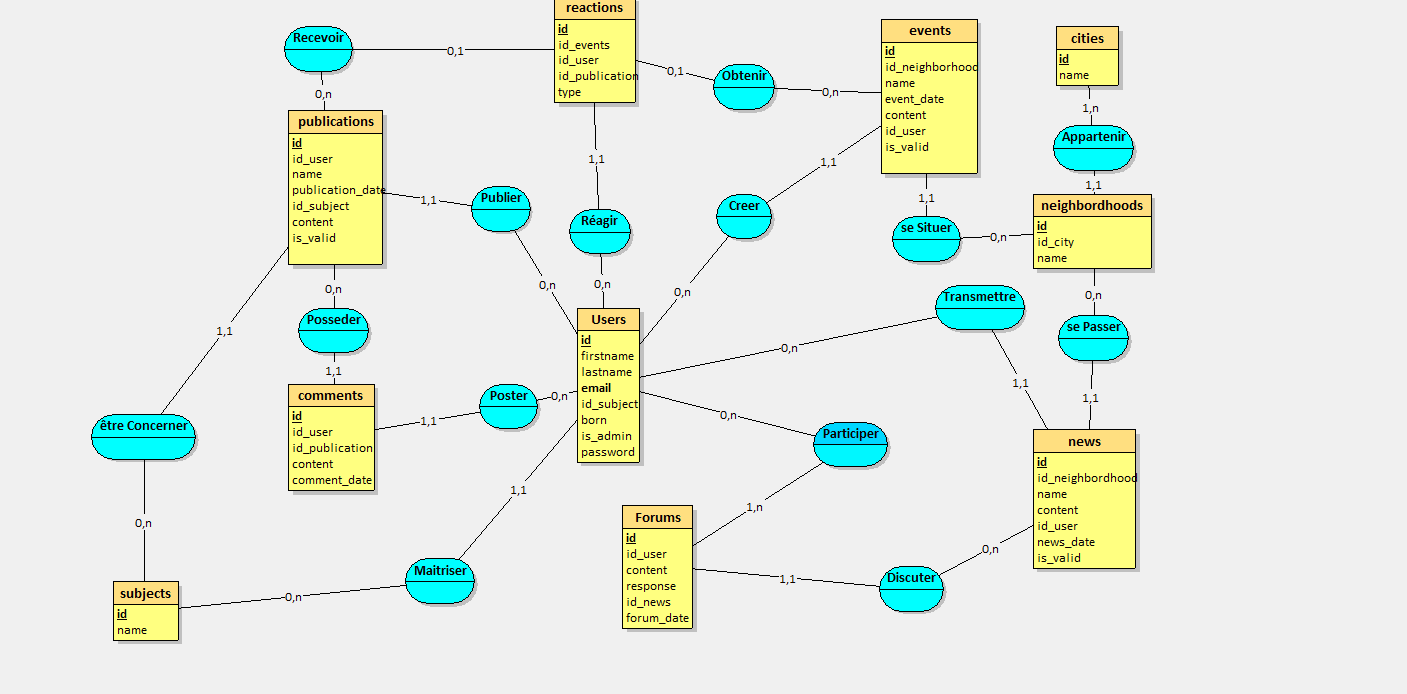 reactions
id
id_events
id_user
id_publication
type
Recevoir
0,1
0,n
Obtenir
0,1
0,n
events
id
id_neighborhood
name
event_date
content
id_user
is_valid
cities
id
name
1,n
Appartenir
1,1
publications
id
id_user
name
publication_date
id_subject
content
is_valid
1,1
Publier
0,n
1,1
Réagir
0,n
Creer
1,1
0,n
1,1
se Situer
0,n
neighbordhoods
id
id_city
name
0,n
Posseder
1,1
Users
id
firstname
lastname
email
id_subject
born
is_admin
password
Transmettre
0,n
1,1
0,n
se Passer
1,1
comments
id
id_user
id_publication
content
comment_date
1,1
Poster
0,n
1,1
être Concerner
0,n
0,n
Participer
1,n
news
id
id_neighbordhood
name
content
id_user
news_date
is_valid
1,1
Maitriser
0,n
Forums
id
id_user
content
response
id_news
forum_date
1,1
Discuter
0,n
subjects
id
name